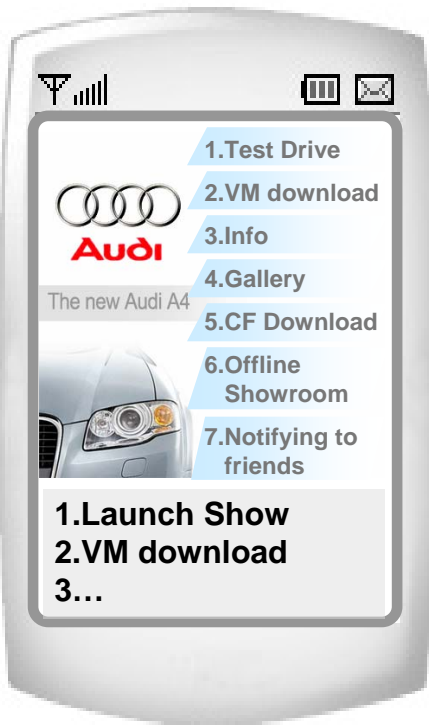 Audi
The new Audi A4
1.Test Drive
2.VM download
3.Info
4.Gallery
5.CF Download
6.Offline
Showroom
7.Notifying to
friends
1.Launch Show
2.VM download
3…